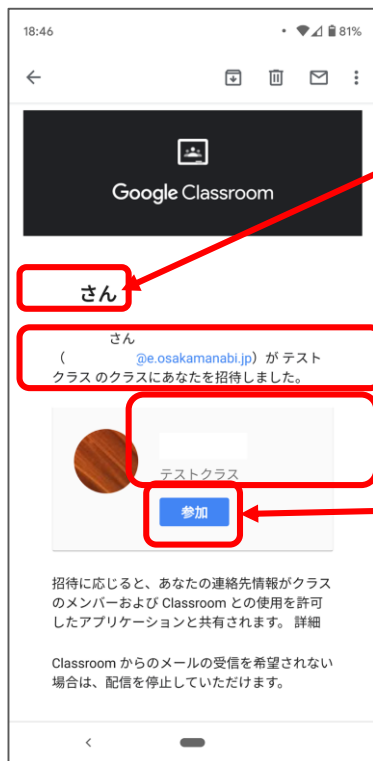 18:46
81%
Google Classroom
さん
さん
( @e.osakamanabi.jp) が テスト
クラス のクラスにあなたを招待しました。
テストクラス
参加
招待に応じると、あなたの連絡先情報がクラス
のメンバーおよび Classroom との使用を許可
したアプリケーションと共有されます。 詳細
Classroom からのメールの受信を希望されない
場合は、配信を停止していただけます。